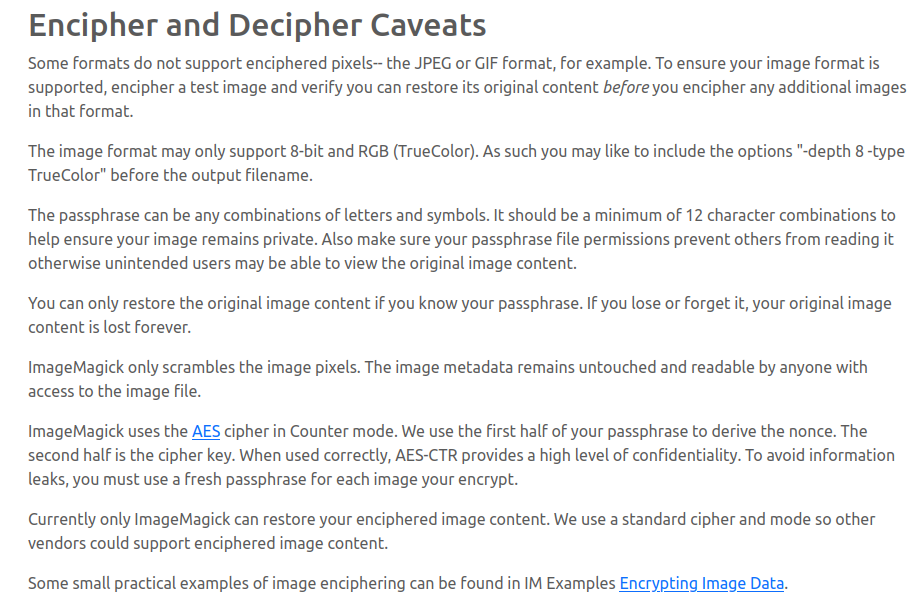 Encipher and Decipher Caveats
Some formats do not support enciphered pixels-- the JPEG or GIF format, for example. To ensure your image format is
supported, encipher a test image and verify you can restore its original content before you encipher any additional images
in that format.
The image format may only support 8-bit and RGB (TrueColor). As such you may like to include the options "-depth 8 -type
TrueColor" before the output filename.
The passphrase can be any combinations of letters and symbols. It should be a minimum of 12 character combinations to
help ensure your image remains private. Also make sure your passphrase file permissions prevent others from reading it
otherwise unintended users may be able to view the original image content.
You can only restore the original image content if you know your passphrase. If you lose or forget it, your original image
content is lost forever.
ImageMagick only scrambles the image pixels. The image metadata remains untouched and readable by anyone with
access to the image file.
ImageMagick uses the AES cipher in Counter mode. We use the first half of your passphrase to derive the nonce. The
second half is the cipher key. When used correctly, AES-CTR provides a high level of confidentiality. To avoid information
leaks, you must use a fresh passphrase for each image your encrypt.
Currently only ImageMagick can restore your enciphered image content. We use a standard cipher and mode so other
vendors could support enciphered image content.
Some small practical examples of image enciphering can be found in IM Examples Encrypting Image Data.